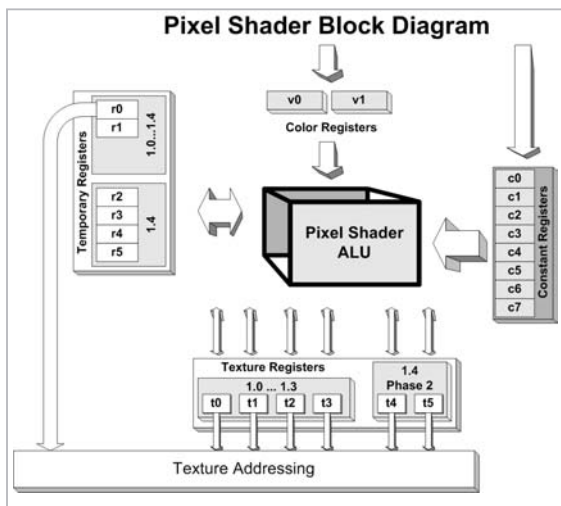 Pixel Shader Block Diagram
v0 v1
Color Registers
Temporary Registers
r0
r1
1.0...1.4
r2
r3
r4
r5
1.4
Pixel Shader
ALU
c0
c1
c2
c3
c4
c5
c6
c7
Constant Registers
Texture Registers
1.0 ... 1.3
t0 t1 t2 t3
1.4
Phase 2
t4 t5
Texture Addressing